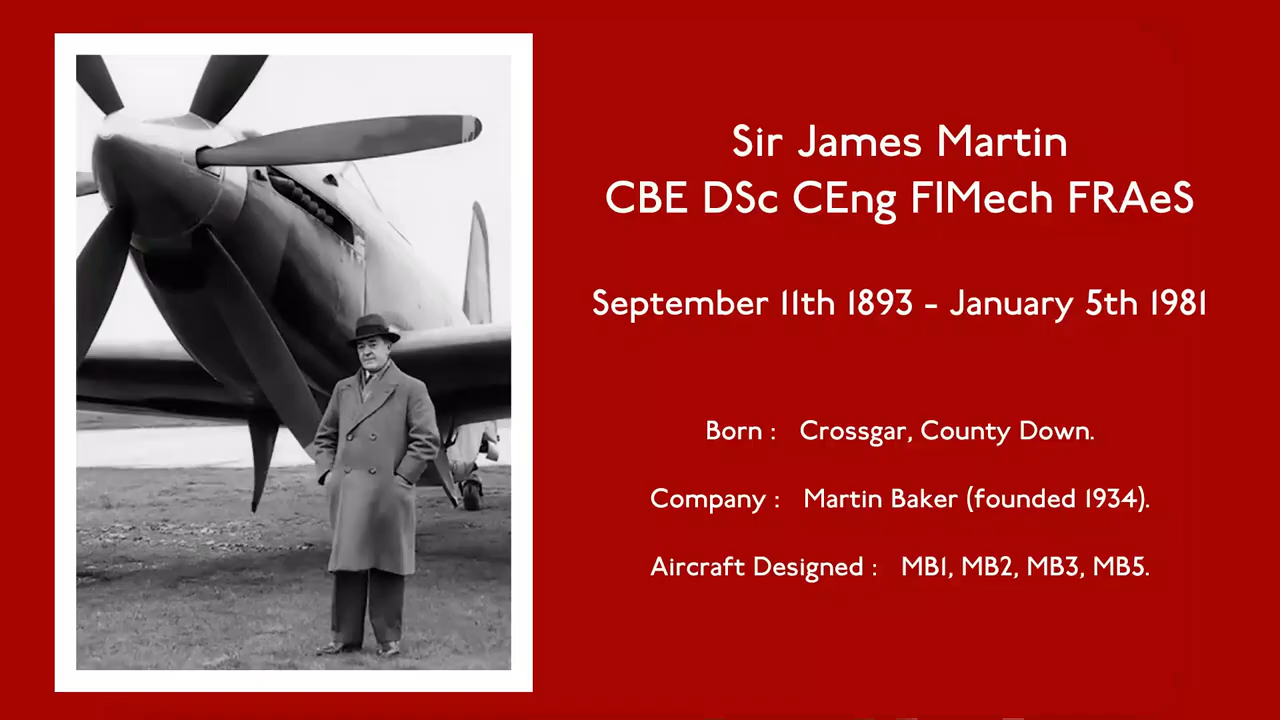 Sir James Martin
CBE DSc CEng FIMech FRAeS
September 11th 1893 - January 5th 1981
Born : Crossgar, County Down.
Company : Martin Baker (founded 1934).
Aircraft Designed : MB1, MB2, MB3, MB5.